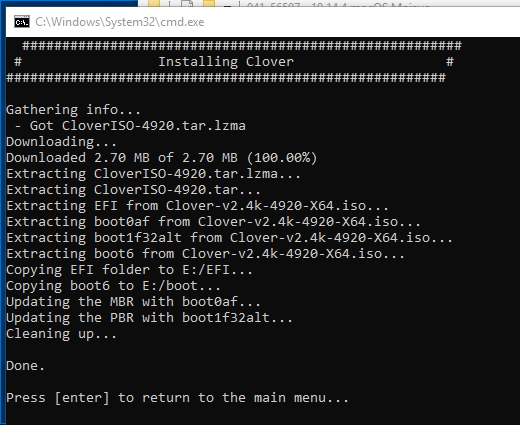 C:\Windows\System32\cmd.exe
########################################################
# Installing Clover #
########################################################
Gathering info...
- Got CloverISO-4920.tar.lzma
Downloading...
Downloaded 2.70 MB of 2.70 MB (100.00%)
Extracting CloverISO-4920.tar.lzma...
Extracting CloverISO-4920.tar...
Extracting EFI from Clover-v2.4k-4920-X64.iso...
Extracting boot0af from Clover-v2.4k-4920-X64.iso...
Extracting boot1f32alt from Clover-v2.4k-4920-X64.iso...
Extracting boot6 from Clover-v2.4k-4920-X64.iso...
Copying EFI folder to E:/EFI...
Copying boot6 to E:/boot...
Updating the MBR with boot0af...
Updating the PBR with boot1f32alt...
Cleaning up...
Done.
Press [enter] to return to the main menu...